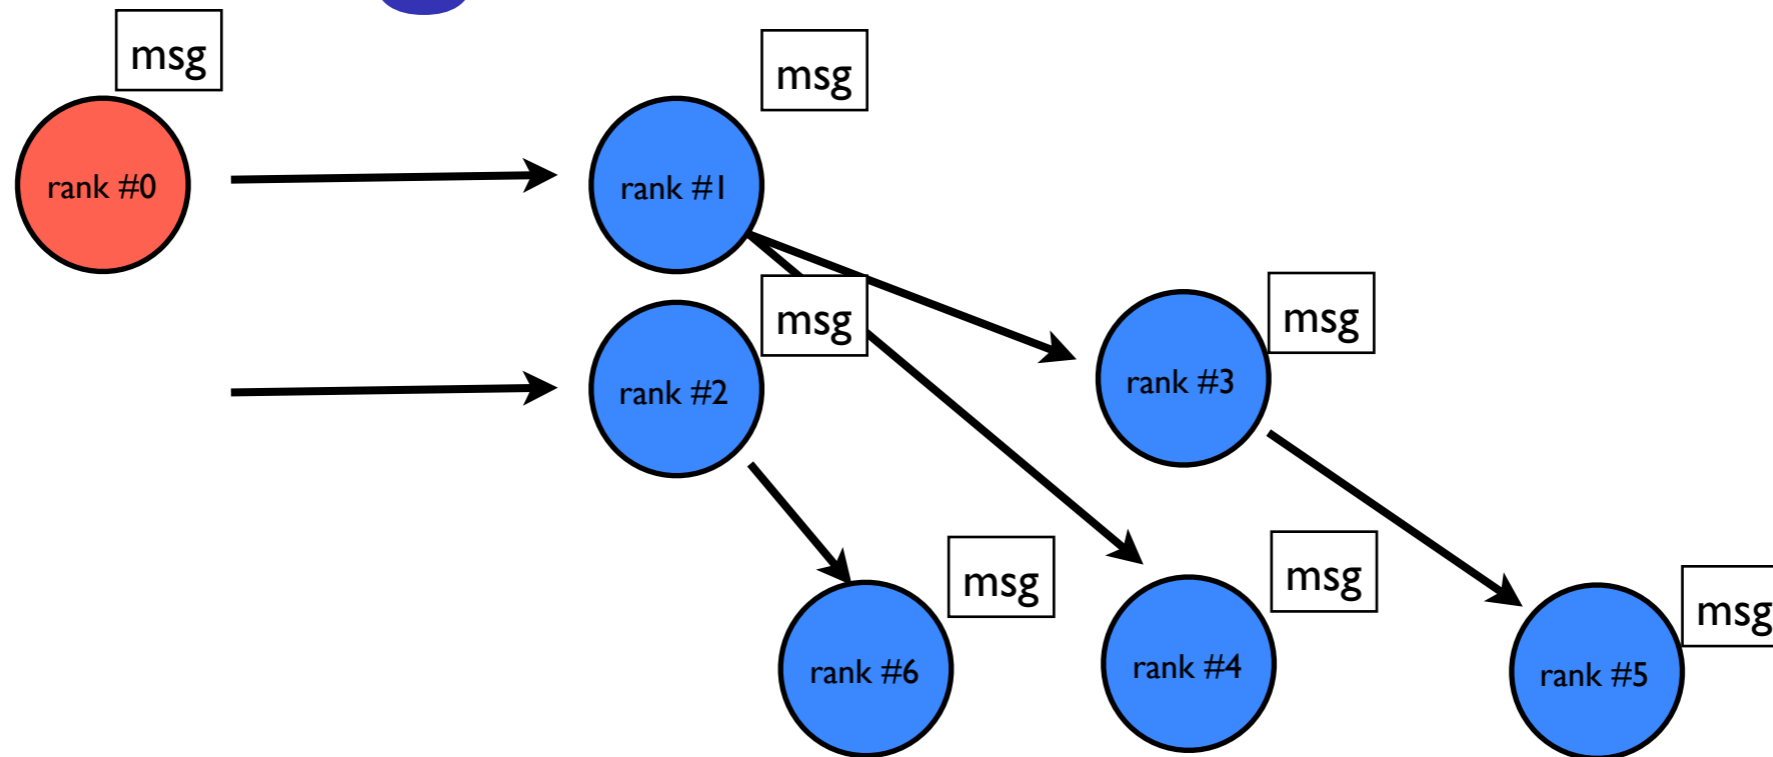 msg
msg
rank #0
rank #1
msg
msg
rank #2
rank #3
msg
msg
msg
rank #6
rank #4
rank #5